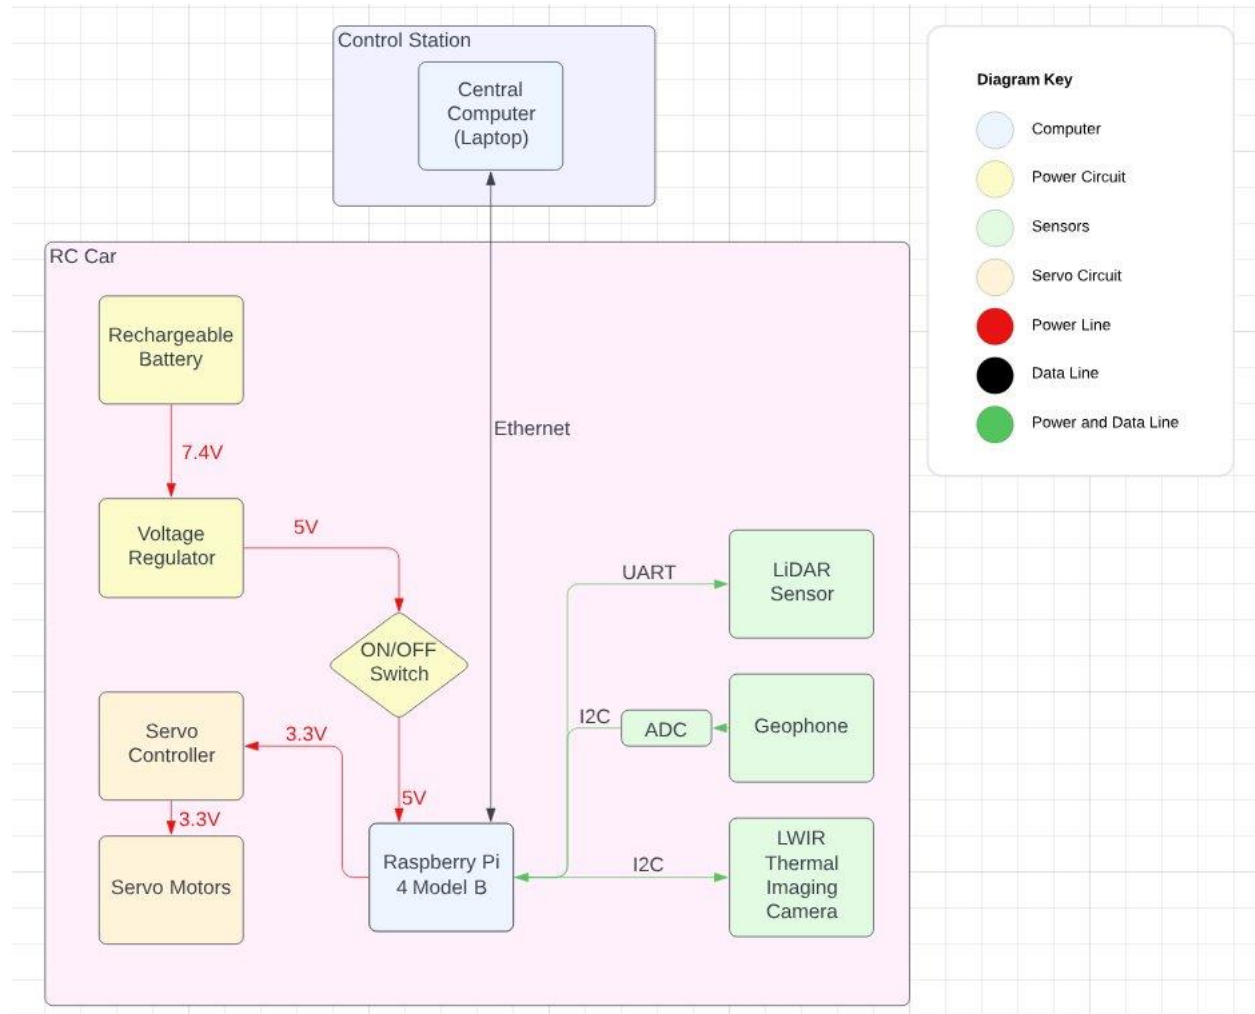 Control Station
Central
Computer
(Laptop)
RC Car
Rechargeable
Battery
7.4V
Voltage
Regulator
5V
ON/OFF
Switch
5V
Ethernet
Servo
Controller
3.3V
3.3V
Servo Motors
Raspberry Pi
4 Model B
UART
LiDAR
Sensor
I2C
ADC
Geophone
I2C
LWIR
Thermal
Imaging
Camera
Diagram Key
Computer
Power Circuit
Sensors
Servo Circuit
Power Line
Data Line
Power and Data Line